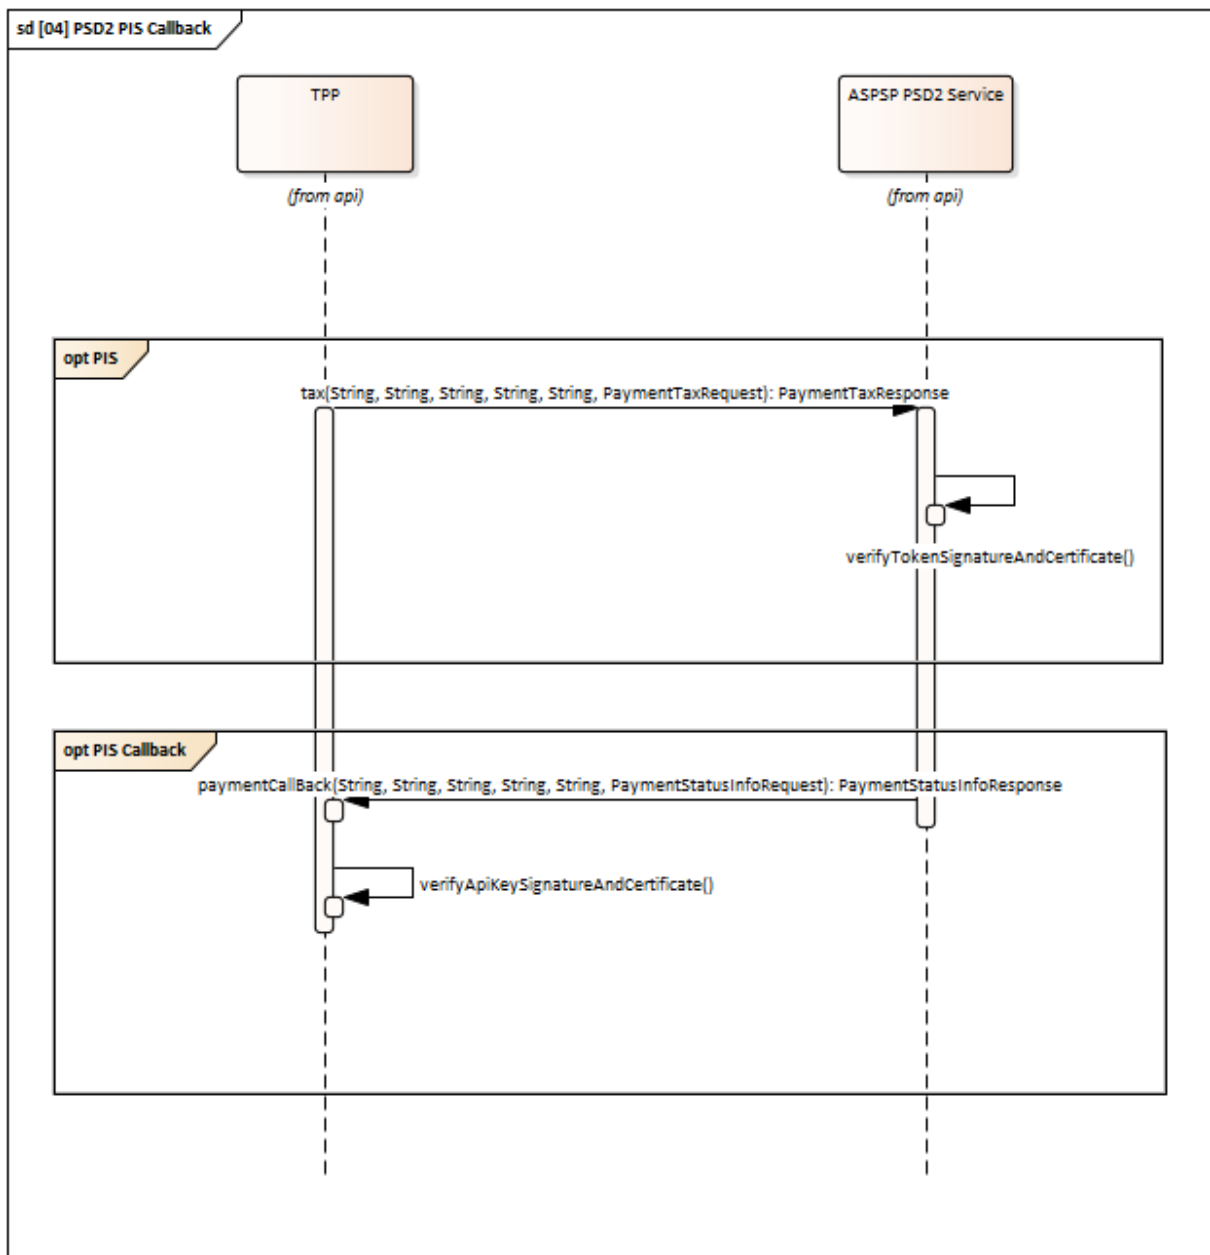 sd [04] PSD2 PIS Callback
TPP
ASPSP PSD2 Service
(from api)
(from api)
opt PIS
tax(String, String, String, String, String, PaymentTaxRequest): PaymentTaxResponse
verifyTokenSignatureAndCertificate()
opt PIS Callback
paymentCallBack(String, String, String, String, String, PaymentStatusInfoRequest): PaymentStatusInfoResponse
verifyApiKeySignatureAndCertificate()